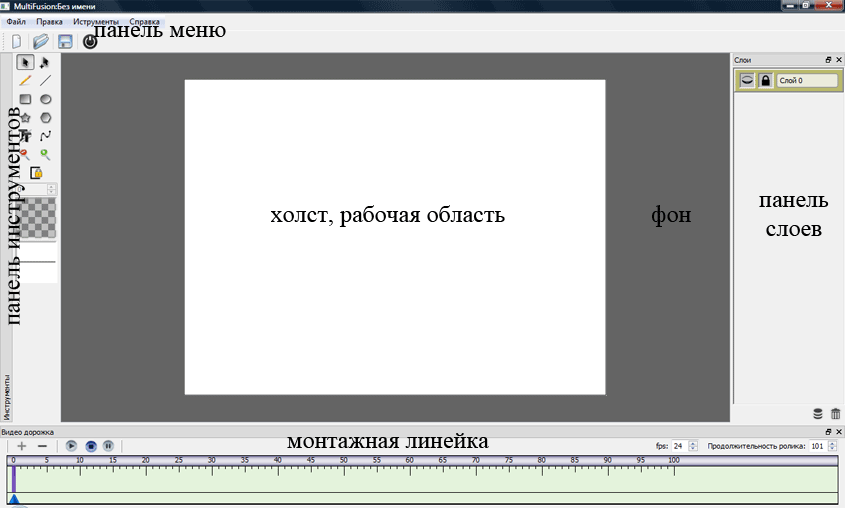 MultiFusion:Без имени
Файл Правка Иструменты Справка
панель меню
Слои
Слой 0
панель инструментов
холст, рабочая область
фон
панель
слоев
Инструменты
Видео дорожка
монтажная линейка
fps: 24 Продолжительность ролика: 101
0 5 10 15 20 25 30 35 40 45 50 55 60 65 70 75 80 85 90 95 100